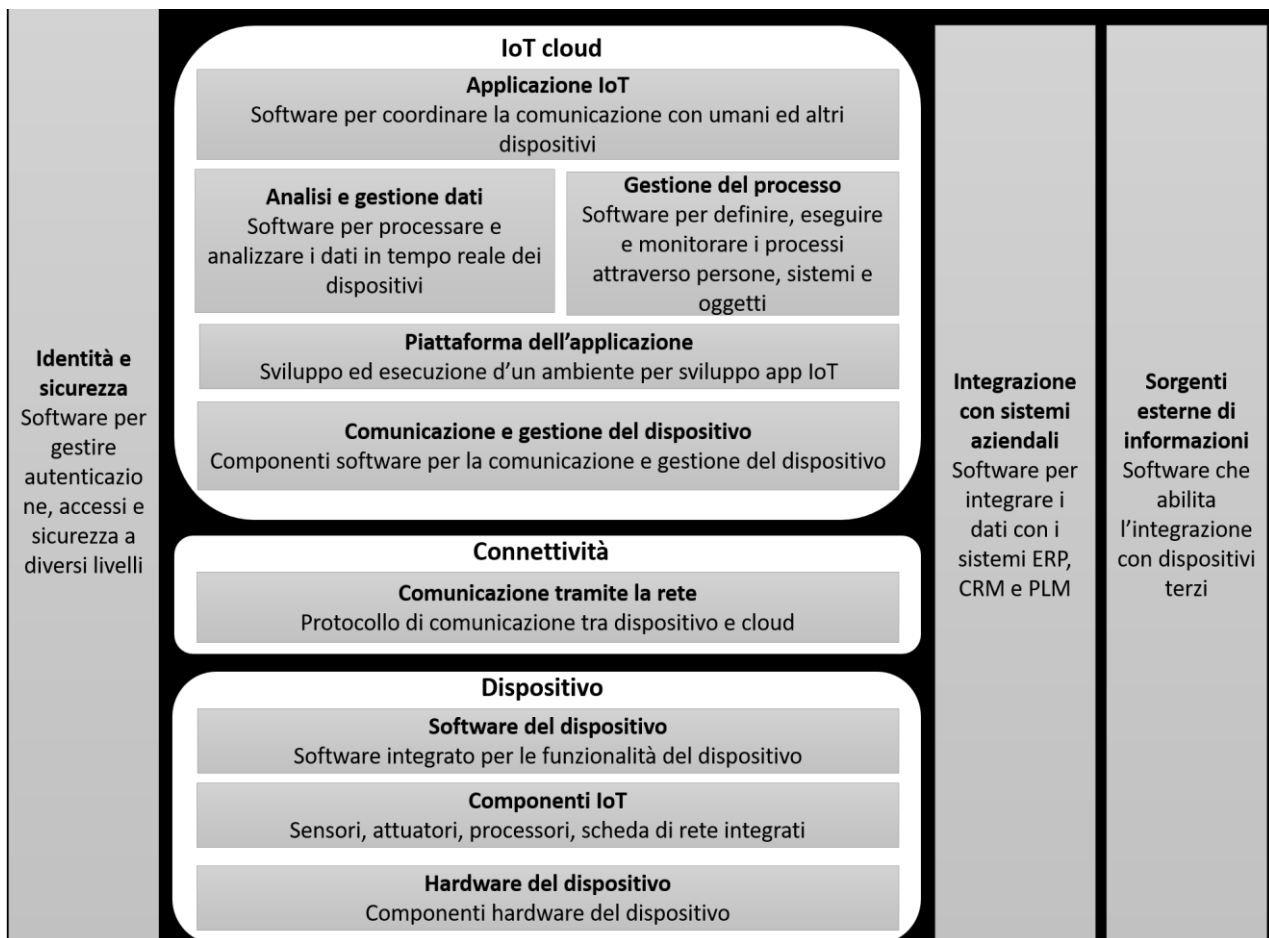 IoT cloud
Applicazione IoT
Software per coordinare la comunicazione con umani ed altri
dispositivi
Analisi e gestione dati
Software per processare e
analizzare i dati in tempo reale dei
dispositivi
Gestione del processo
Software per definire, eseguire
e monitorare i processi
attraverso persone, sistemi e
oggetti
Piattaforma dell’applicazione
Sviluppo ed esecuzione d’un ambiente per sviluppo app IoT
Comunicazione e gestione del dispositivo
Componenti software per la comunicazione e gestione del dispositivo
Connettività
Comunicazione tramite la rete
Protocollo di comunicazione tra dispositivo e cloud
Dispositivo
Software del dispositivo
Software integrato per le funzionalità del dispositivo
Componenti IoT
Sensori, attuatori, processori, scheda di rete integrati
Hardware del dispositivo
Componenti hardware del dispositivo
Identità e
sicurezza
Software per
gestire
autenticazio
ne, accessi e
sicurezza a
diversi livelli
Integrazione
con sistemi
aziendali
Software per
integrare i
dati con i
sistemi ERP,
CRM e PLM
Sorgenti
esterne di
informazioni
Software che
abilita
l’integrazione
con dispositivi
terzi